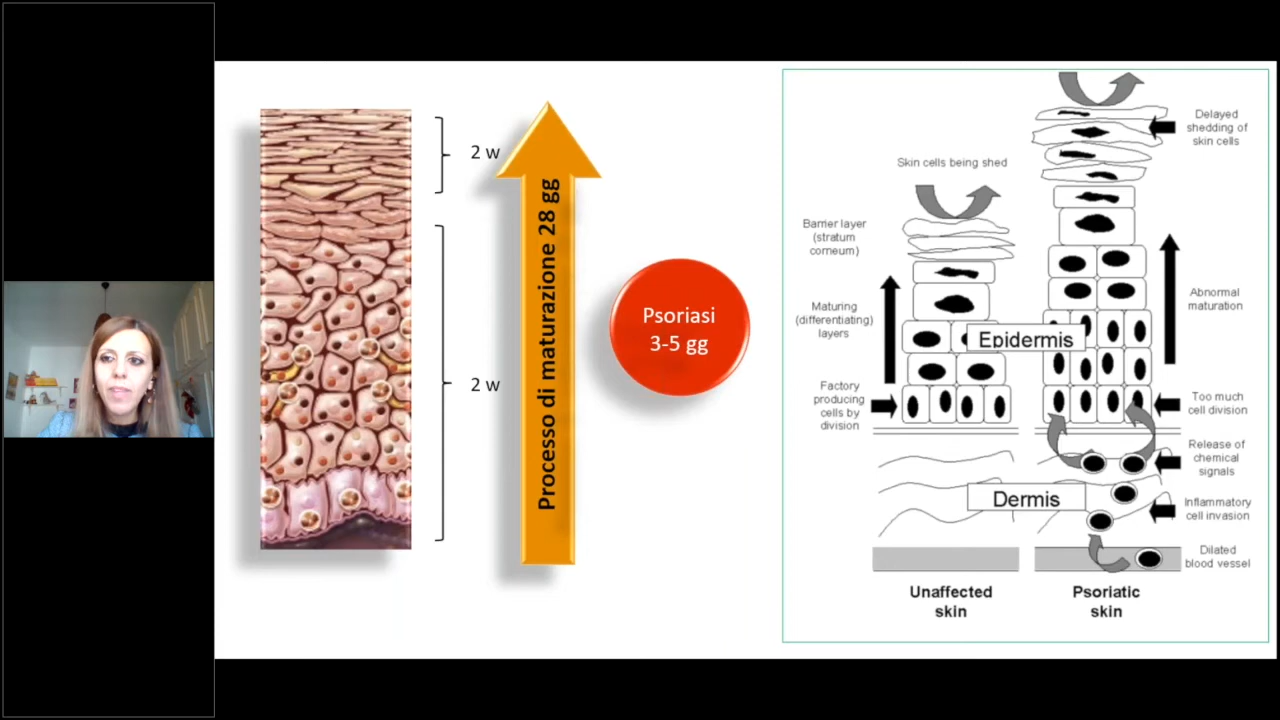 2 w
2 w
Processo di maturazione 28 gg
Psoriasi
3-5 gg
Skin cells being shed
Barrier layer
(stratum
corneum)
Maturing
(differentiating)
layers
Factory
producing
cells by
division
Epidermis
Dermis
Delayed
shedding of
skin cells
Abnormal
maturation
Too much
cell division
Release of
chemical
signals
Inflammatory
cell invasion
Dilated
blood vessel
Unaffected
skin
Psoriatic
skin